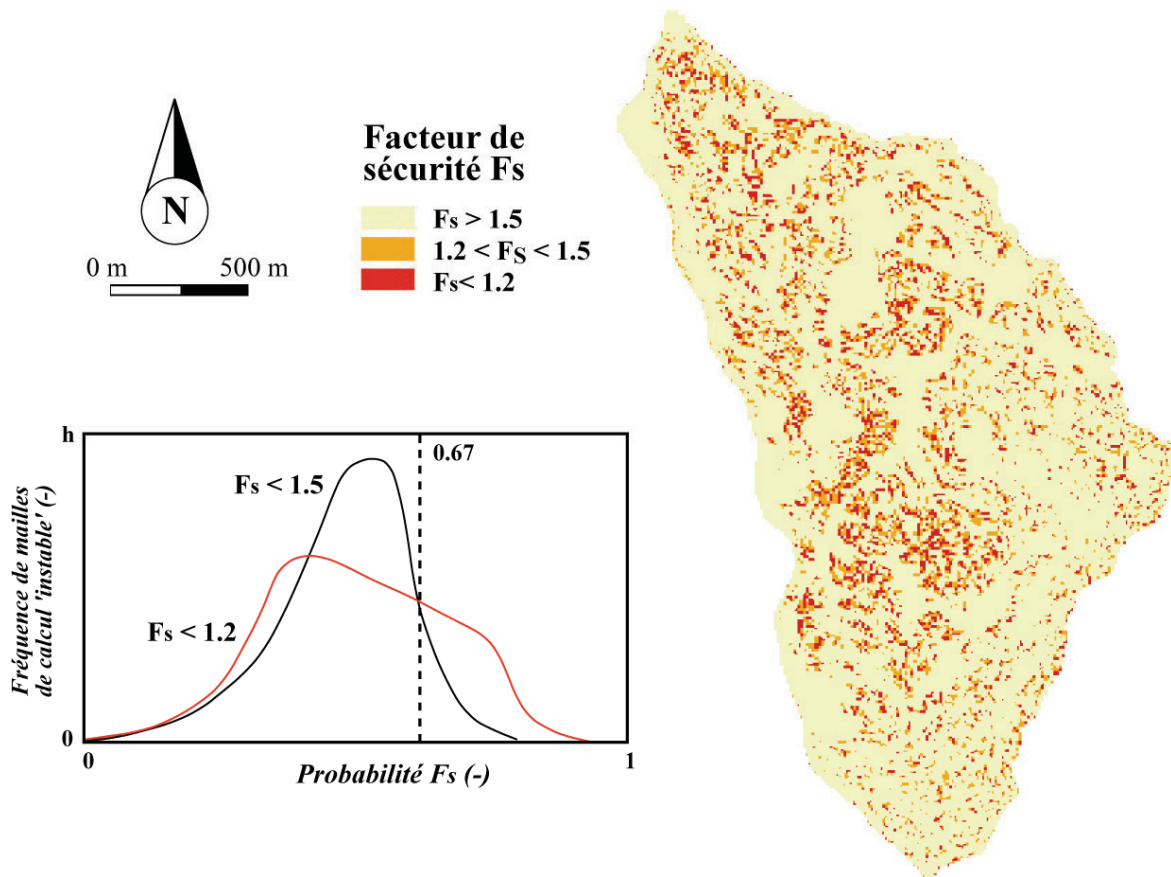 Facteur de
sécurité Fs
Fs > 1.5
1.2 < FS < 1.5
Fs< 1.2
N
0 m 500 m
h
0.67
Fs < 1.5
Fs < 1.2
Fréquence de mailles
de calcul 'instable' (-)
0
0
1
Probabilité Fs (-)